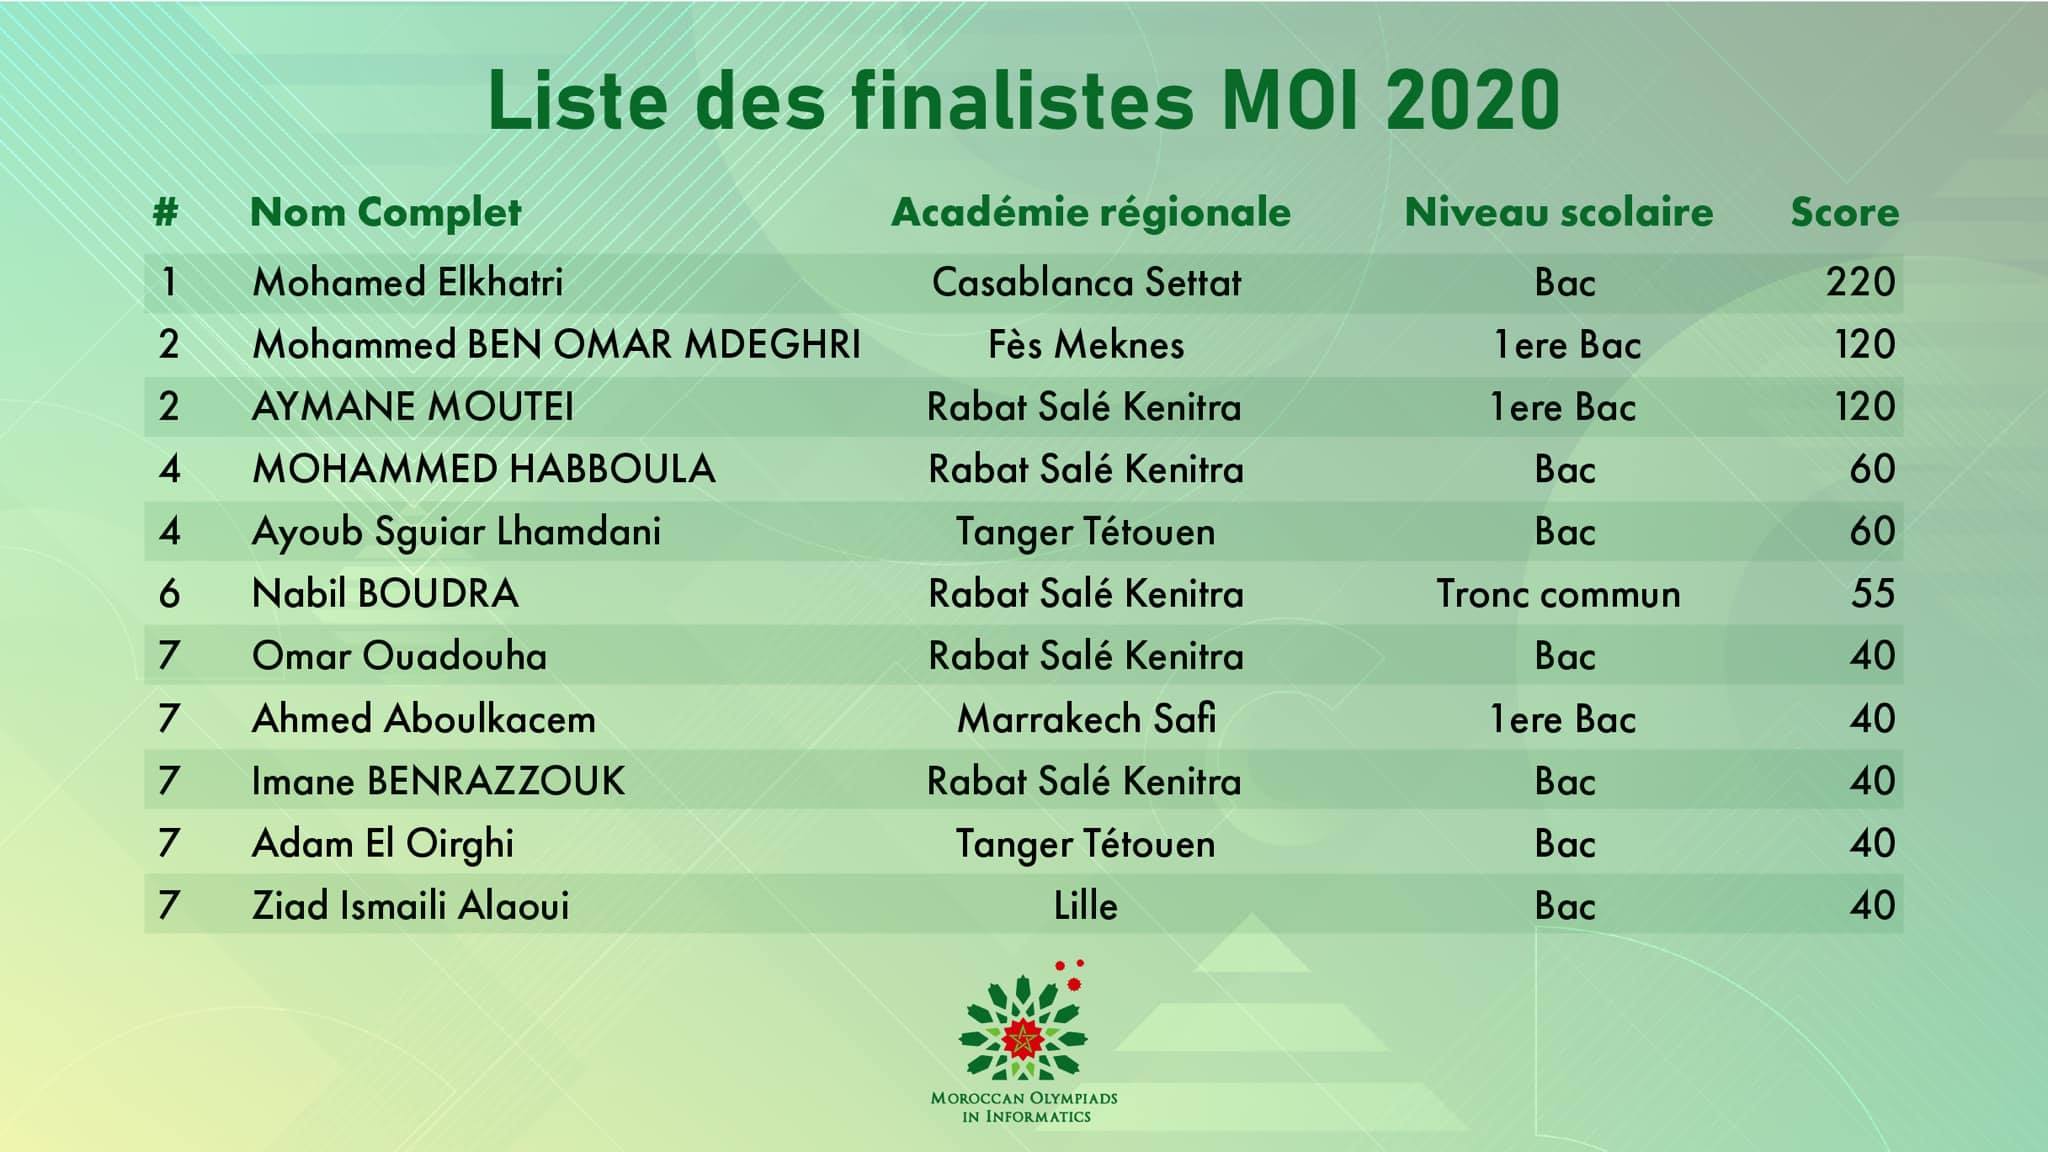 Liste des finalistes MOI 2020
# Nom Complet Académie régionale Niveau scolaire Score
1 Mohamed Elkhatri Casablanca Settat Bac 220
2 Mohammed BEN OMAR MDEGHRI Fès Meknes 1ere Bac 120
2 AYMANE MOUTEI Rabat Salé Kenitra 1ere Bac 120
4 MOHAMMED HABBOULA Rabat Salé Kenitra Bac 60
4 Ayoub Sguiar Lhamdani Tanger Tétouen Bac 60
6 Nabil BOUDRA Rabat Salé Kenitra Tronc commun 55
7 Omar Ouadouha Rabat Salé Kenitra Bac 40
7 Ahmed Aboulkacem Marrakech Safi 1ere Bac 40
7 Imane BENRAZZOUK Rabat Salé Kenitra Bac 40
7 Adam El Oirghi Tanger Tétouen Bac 40
7 Ziad Ismaili Alaoui Lille Bac 40
MOROCCAN OLYMPIADS
IN INFORMATICS